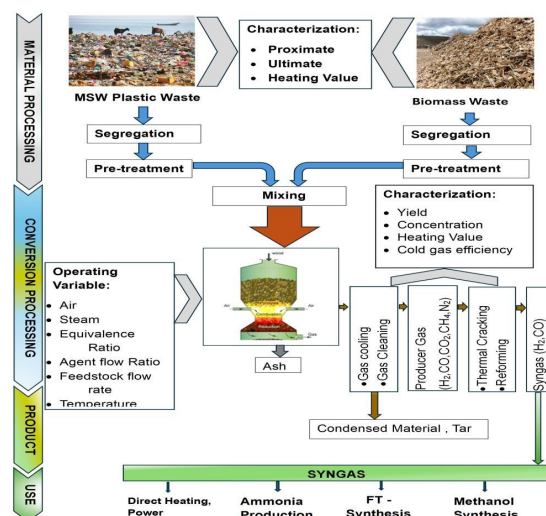 MATERIAL PROCESSING
Characterization:
• Proximate
• Ultimate
• Heating Value
MSW Plastic Waste
Biomass Waste
Segregation
Segregation
Pre-treatment
Pre-treatment
Mixing
CONVERSION PROCESSING
Characterization:
• Yield
• Concentration
• Heating Value
• Cold gas efficiency
Operating
Variable:
• Air
• Steam
• Equivalence
Ratio
• Agent flow Ratio
• Feedstock flow
rate
• Temperature
wood
Air
Air
Gas
Ash
• Gas cooling
• Gas Cleaning
Producer Gas
(H₂,CO,CO₂,CH₄,N₂)
• Thermal Cracking
• Reforming
Syngas (H₂,CO)
PRODUCT
Condensed Material , Tar
USE
SYNGAS
Direct Heating,
Power
Ammonia
Production
FT -
Synthesis
Methanol
Synthesis